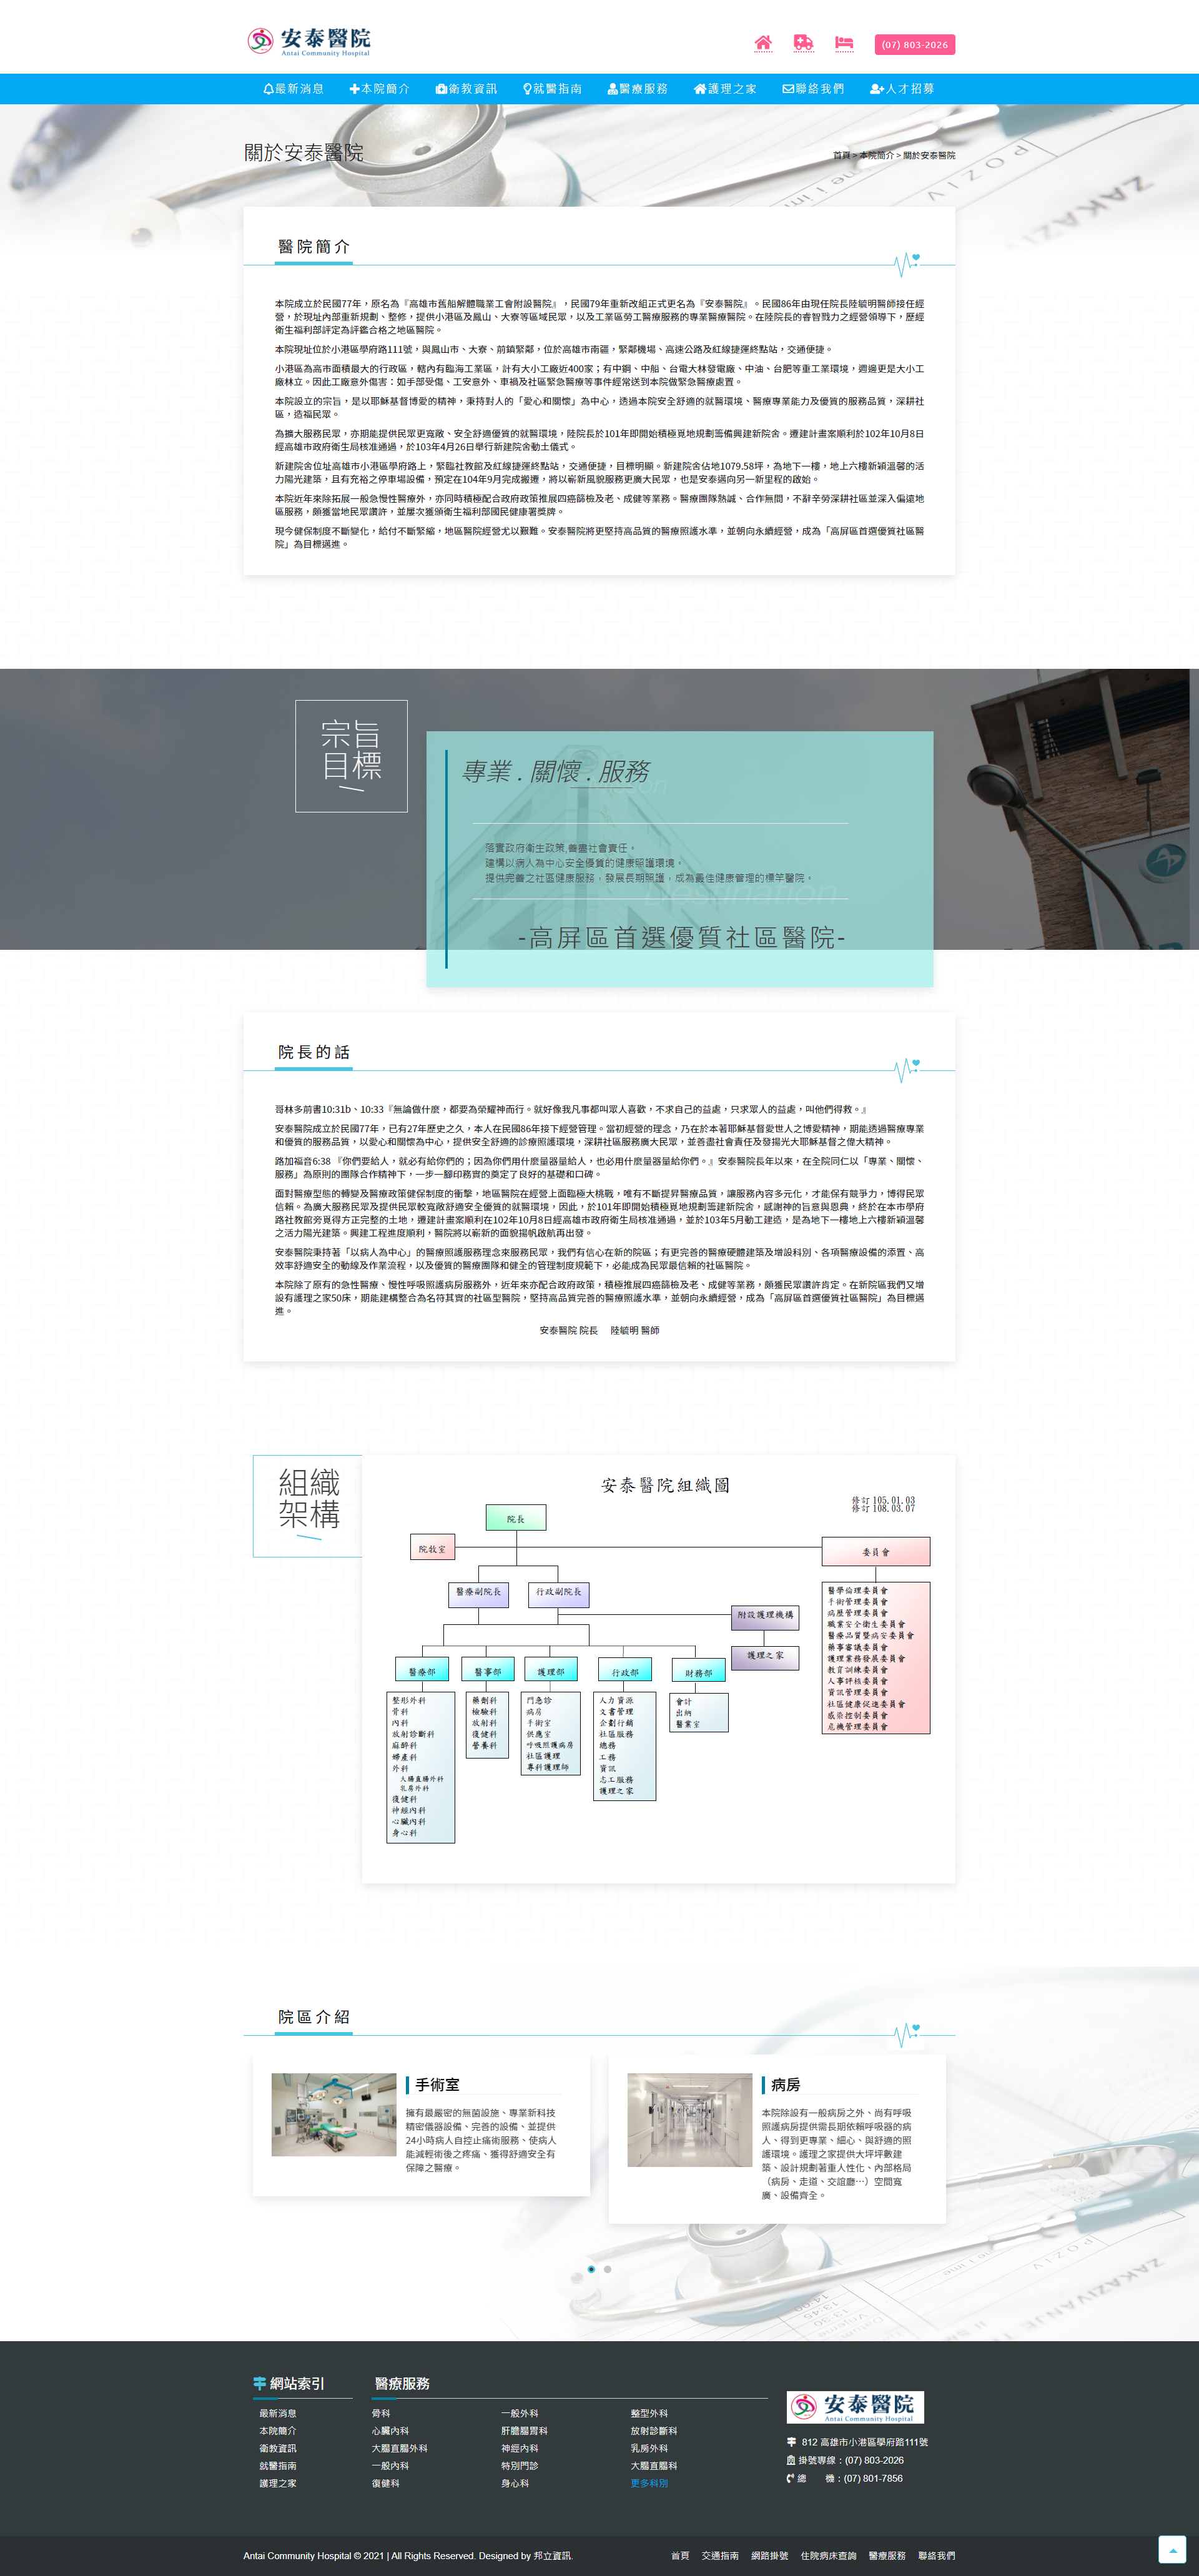 安泰醫院
Antai Community Hospital
(07) 803-2026
最新消息 本院簡介 衛教資訊 就醫指南 醫療服務 護理之家 聯絡我們 人才招募
關於安泰醫院
首頁 > 本院簡介 > 關於安泰醫院
醫院簡介
本院成立於民國77年，原名為『高雄市舊船解體職業工會附設醫院』，民國79年重新改組正式更名為『安泰醫院』。民國86年由現任院長陸毓明醫師接任經
營，於現址內部重新規劃、整修，提供小港區及鳳山、大寮等區域民眾，以及工業區勞工醫療服務的專業醫療醫院。在陸院長的睿智戮力之經營領導下，歷經
衛生福利部評定為評鑑合格之地區醫院。
本院現址位於小港區學府路111號，與鳳山市、大寮、前鎮緊鄰，位於高雄市南疆，緊鄰機場、高速公路及紅線捷運終點站，交通便捷。
小港區為高市面積最大的行政區，轄內有臨海工業區，計有大小工廠近400家；有中鋼、中船、台電大林發電廠、中油、台肥等重工業環境，週邊更是大小工
廠林立。因此工廠意外傷害：如手部受傷、工安意外、車禍及社區緊急醫療等事件經常送到本院做緊急醫療處置。
本院設立的宗旨，是以耶穌基督博愛的精神，秉持對人的「愛心和關懷」為中心，透過本院安全舒適的就醫環境、醫療專業能力及優質的服務品質，深耕社
區，造福民眾。
為擴大服務民眾，亦期能提供民眾更寬敞、安全舒適優質的就醫環境，陸院長於101年即開始積極覓地規劃籌備興建新院舍。遷建計畫案順利於102年10月8日
經高雄市政府衛生局核准通過，於103年4月26日舉行新建院舍動土儀式。
新建院舍位址高雄市小港區學府路上，緊臨社教館及紅線捷運終點站，交通便捷，目標明顯。新建院舍佔地1079.58坪，為地下一樓，地上六樓新穎溫馨的活
力陽光建築，且有充裕之停車場設備，預定在104年9月完成搬遷，將以嶄新風貌服務更廣大民眾，也是安泰邁向另一新里程的啟始。
本院近年來除拓展一般急慢性醫療外，亦同時積極配合政府政策推展四癌篩檢及老、成健等業務。醫療團隊熱誠、合作無間，不辭辛勞深耕社區並深入偏遠地
區服務，頗獲當地民眾讚許，並屢次獲頒衛生福利部國民健康署獎牌。
現今健保制度不斷變化，給付不斷緊縮，地區醫院經營尤以艱難。安泰醫院將更堅持高品質的醫療照護水準，並朝向永續經營，成為「高屏區首選優質社區醫
院」為目標邁進。
宗旨
目標
專業 . 關懷 . 服務
落實政府衛生政策,善盡社會責任。
建構以病人為中心安全優質的健康照護環境。
提供完善之社區健康服務，發展長期照護，成為最佳健康管理的標竿醫院。
Destination
-高屏區首選優質社區醫院-
院長的話
哥林多前書10:31b、10:33『無論做什麼，都要為榮耀神而行。就好像我凡事都叫眾人喜歡，不求自己的益處，只求眾人的益處，叫他們得救。』
安泰醫院成立於民國77年，已有27年歷史之久，本人在民國86年接下經營管理。當初經營的理念，乃在於本著耶穌基督愛世人之博愛精神，期能透過醫療專業
和優質的服務品質，以愛心和關懷為中心，提供安全舒適的診療照護環境，深耕社區服務廣大民眾，並善盡社會責任及發揚光大耶穌基督之偉大精神。
路加福音6:38 『你們要給人，就必有給你們的；因為你們用什麼量器量給人，也必用什麼量器量給你們。』安泰醫院長年以來，在全院同仁以「專業、關懷、
服務」為原則的團隊合作精神下，一步一腳印務實的奠定了良好的基礎和口碑。
面對醫療型態的轉變及醫療政策健保制度的衝擊，地區醫院在經營上面臨極大桃戰，唯有不斷提昇醫療品質，讓服務內容多元化，才能保有競爭力，博得民眾
信賴。為廣大服務民眾及提供民眾較寬敞舒適安全優質的就醫環境，因此，於101年即開始積極覓地規劃籌建新院舍，感謝神的旨意與恩典，終於在本市學府
路社教館旁覓得方正完整的土地，遷建計畫案順利在102年10月8日經高雄市政府衛生局核准通過，並於103年5月動工建造，是為地下一樓地上六樓新穎溫馨
之活力陽光建築。興建工程進度順利，醫院將以嶄新的面貌揚帆啟航再出發。
安泰醫院秉持著「以病人為中心」的醫療照護服務理念來服務民眾，我們有信心在新的院區；有更完善的醫療硬體建築及增設科別、各項醫療設備的添置、高
效率舒適安全的動線及作業流程，以及優質的醫療團隊和健全的管理制度規範下，必能成為民眾最信賴的社區醫院。
本院除了原有的急性醫療、慢性呼吸照護病房服務外，近年來亦配合政府政策，積極推展四癌篩檢及老、成健等業務，頗獲民眾讚許肯定。在新院區我們又增
設有護理之家50床，期能建構整合為名符其實的社區型醫院，堅持高品質完善的醫療照護水準，並朝向永續經營，成為「高屏區首選優質社區醫院」為目標邁
進。
安泰醫院 院長 陸毓明 醫師
組織
架構
安泰醫院組織圖
修訂 105.01.03
修訂 108.03.07
院長
院牧室
委員會
醫療副院長
行政副院長
附設護理機構
護理之家
醫學倫理委員會
手術管理委員會
病歷管理委員會
職業安全衛生委員會
醫療品質暨病安委員會
藥事審議委員會
護理業務發展委員會
教育訓練委員會
人事評核委員會
資訊管理委員會
社區健康促進委員會
感染控制委員會
危機管理委員會
醫療部
醫事部
護理部
行政部
財務部
整形外科
骨科
內科
放射診斷科
麻醉科
婦產科
外科
大腸直腸外科
乳房外科
復健科
神經內科
心臟內科
身心科
藥劑科
檢驗科
放射科
復健科
營養科
門急診
病房
手術室
供應室
呼吸照護病房
社區護理
專科護理師
人力資源
文書管理
企劃行銷
社區服務
總務
工務
資訊
志工服務
護理之家
會計
出納
醫業室
院區介紹
手術室
擁有最嚴密的無菌設施、專業新科技
精密儀器設備、完善的設備、並提供
24小時病人自控止痛術服務、使病人
能減輕術後之疼痛、獲得舒適安全有
保障之醫療。
病房
本院除設有一般病房之外、尚有呼吸
照護病房提供需長期依賴呼吸器的病
人、得到更專業、細心、與舒適的照
護環境。護理之家提供大坪坪數建
築、設計規劃著重人性化、內部格局
（病房、走道、交誼廳…）空間寬
廣、設備齊全。
網站索引
最新消息
本院簡介
衛教資訊
就醫指南
護理之家
醫療服務
骨科 一般外科 整型外科
心臟內科 肝膽腸胃科 放射診斷科
大腸直腸外科 神經內科 乳房外科
一般內科 特別門診 大腸直腸科
復健科 身心科 更多科別
安泰醫院
Antai Community Hospital
812 高雄市小港區學府路111號
掛號專線：(07) 803-2026
總 機：(07) 801-7856
Antai Community Hospital © 2021 | All Rights Reserved. Designed by 邦立資訊.
首頁 交通指南 網路掛號 住院病床查詢 醫療服務 聯絡我們